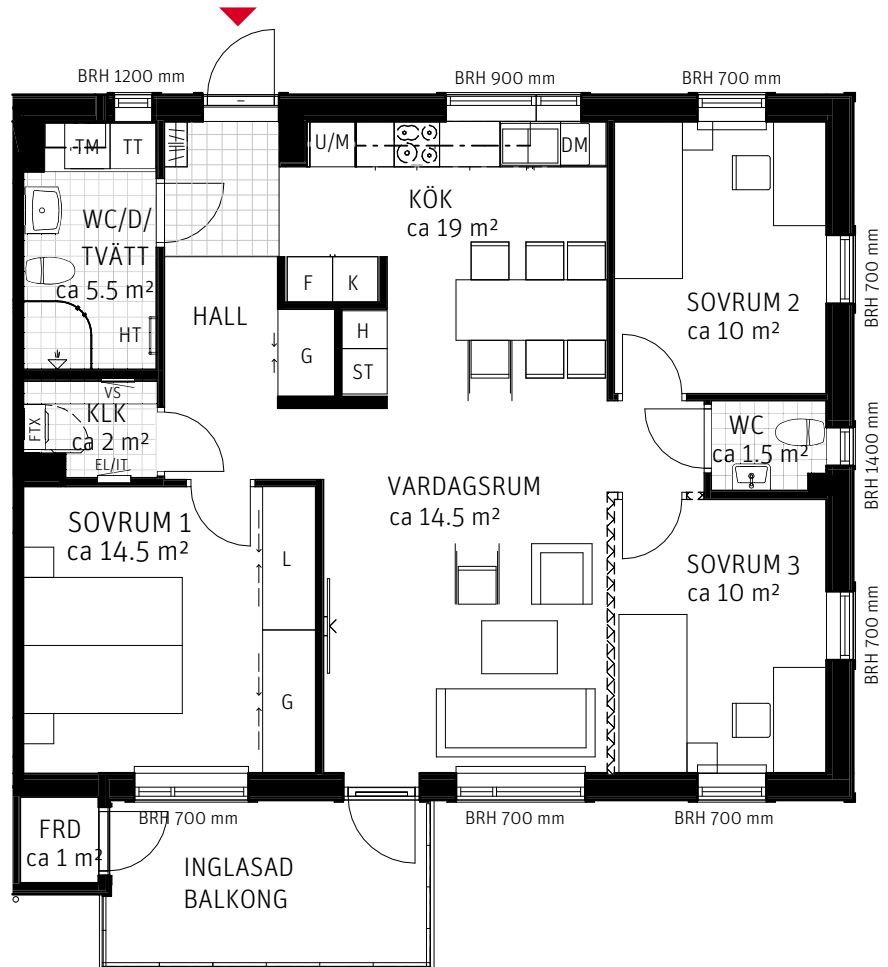 BRH 1200 mm
BRH 900 mm
BRH 700 mm
TM
TT
U/M
DM
WC/D/
TVÄTT
ca 5.5 m²
KÖK
ca 19 m²
BRH 700 mm
F
K
HALL
SOVRUM 2
ca 10 m²
HT
G
H
ST
VS
KLK
ca 2 m²
FTX
EL/IT
WC
ca 1.5 m²
BRH 1400 mm
VARDAGSRUM
ca 14.5 m²
SOVRUM 1
ca 14.5 m²
L
SOVRUM 3
ca 10 m²
BRH 700 mm
G
BRH 700 mm
BRH 700 mm
BRH 700 mm
FRD
ca 1 m²
INGLASAD
BALKONG